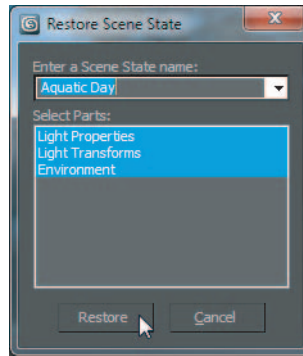 Restore Scene State
Enter a Scene State name:
Aquatic Day
Select Parts:
Light Properties
Light Transforms
Environment
Restore
Cancel